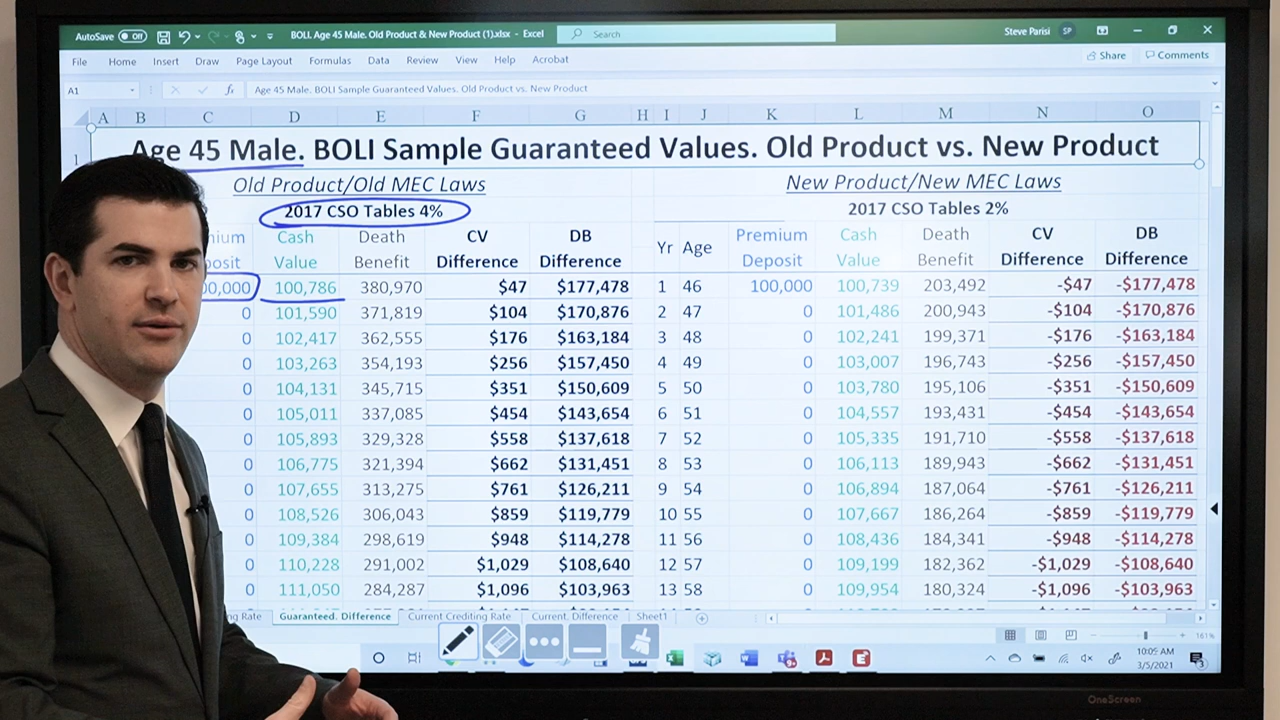 AutoSave Off BOLI. Age 45 Male. Old Product & New Product (1).xlsx - Excel Search Steve Parisi SP
File Home Insert Draw Page Layout Formulas Data Review View Help Acrobat Share Comments
A1 fx Age 45 Male. BOLI Sample Guaranteed Values. Old Product vs. New Product
A B C D E F G H I J K L M N O
1 Age 45 Male. BOLI Sample Guaranteed Values. Old Product vs. New Product
Old Product/Old MEC Laws New Product/New MEC Laws
2017 CSO Tables 4% 2017 CSO Tables 2%
Cash Death CV DB Yr Age Premium Cash Death CV DB
Value Benefit Difference Difference Deposit Value Benefit Difference Difference
100,786 380,970 $47 $177,478 1 46 100,000 100,739 203,492 -$47 -$177,478
0 101,590 371,819 $104 $170,876 2 47 0 101,486 200,943 -$104 -$170,876
0 102,417 362,555 $176 $163,184 3 48 0 102,241 199,371 -$176 -$163,184
0 103,263 354,193 $256 $157,450 4 49 0 103,007 196,743 -$256 -$157,450
0 104,131 345,715 $351 $150,609 5 50 0 103,780 195,106 -$351 -$150,609
0 105,011 337,085 $454 $143,654 6 51 0 104,557 193,431 -$454 -$143,654
0 105,893 329,328 $558 $137,618 7 52 0 105,335 191,710 -$558 -$137,618
0 106,775 321,394 $662 $131,451 8 53 0 106,113 189,943 -$662 -$131,451
0 107,655 313,275 $761 $126,211 9 54 0 106,894 187,064 -$761 -$126,211
0 108,526 306,043 $859 $119,779 10 55 0 107,667 186,264 -$859 -$119,779
0 109,384 298,619 $948 $114,278 11 56 0 108,436 184,341 -$948 -$114,278
0 110,228 291,002 $1,029 $108,640 12 57 0 109,199 182,362 -$1,029 -$108,640
0 111,050 284,287 $1,096 $103,963 13 58 0 109,954 180,324 -$1,096 -$103,963
Rate Guaranteed. Difference Current Crediting Rate Current. Difference Sheet1
161%
10:05 AM
3/5/2021
OneScreen